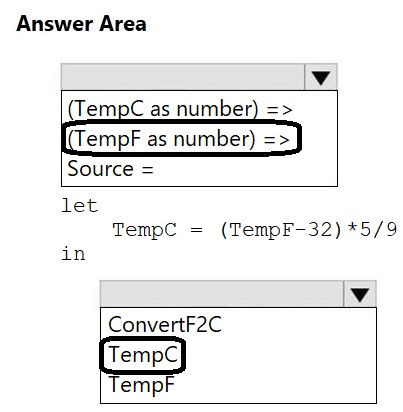 Answer Area
(TempC as number) =>
(TempF as number) =>
Source =
let
TempC = (TempF-32)*5/9
in
ConvertF2C
TempC
TempF